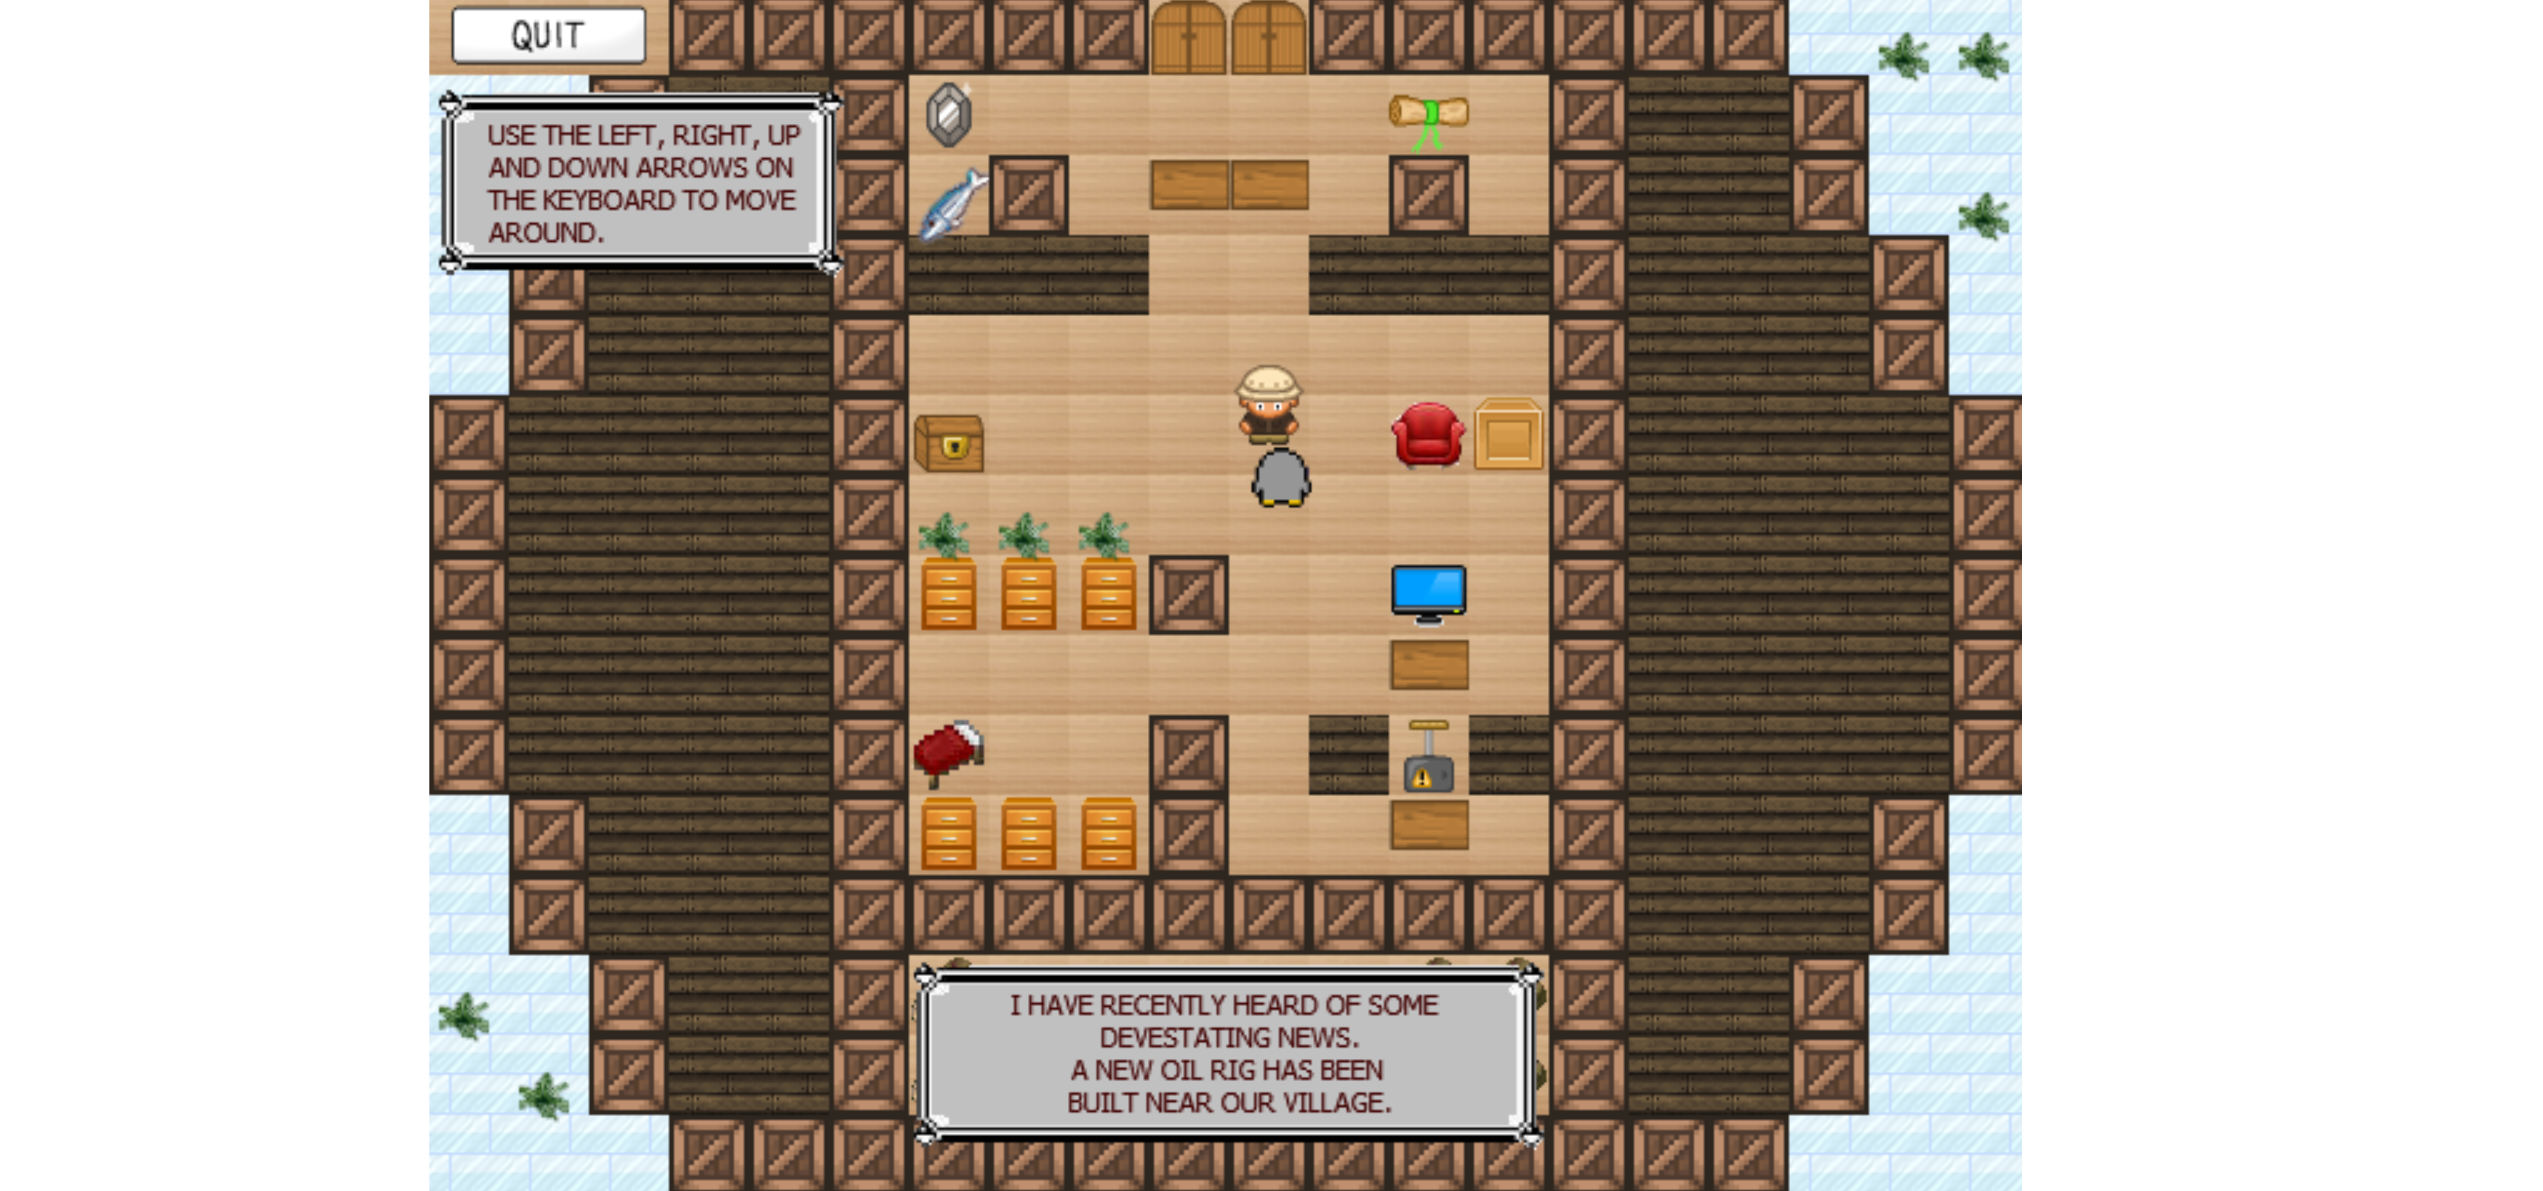 QUIT
USE THE LEFT, RIGHT, UP
AND DOWN ARROWS ON
THE KEYBOARD TO MOVE
AROUND.
I HAVE RECENTLY HEARD OF SOME
DEVESTATING NEWS.
A NEW OIL RIG HAS BEEN
BUILT NEAR OUR VILLAGE.